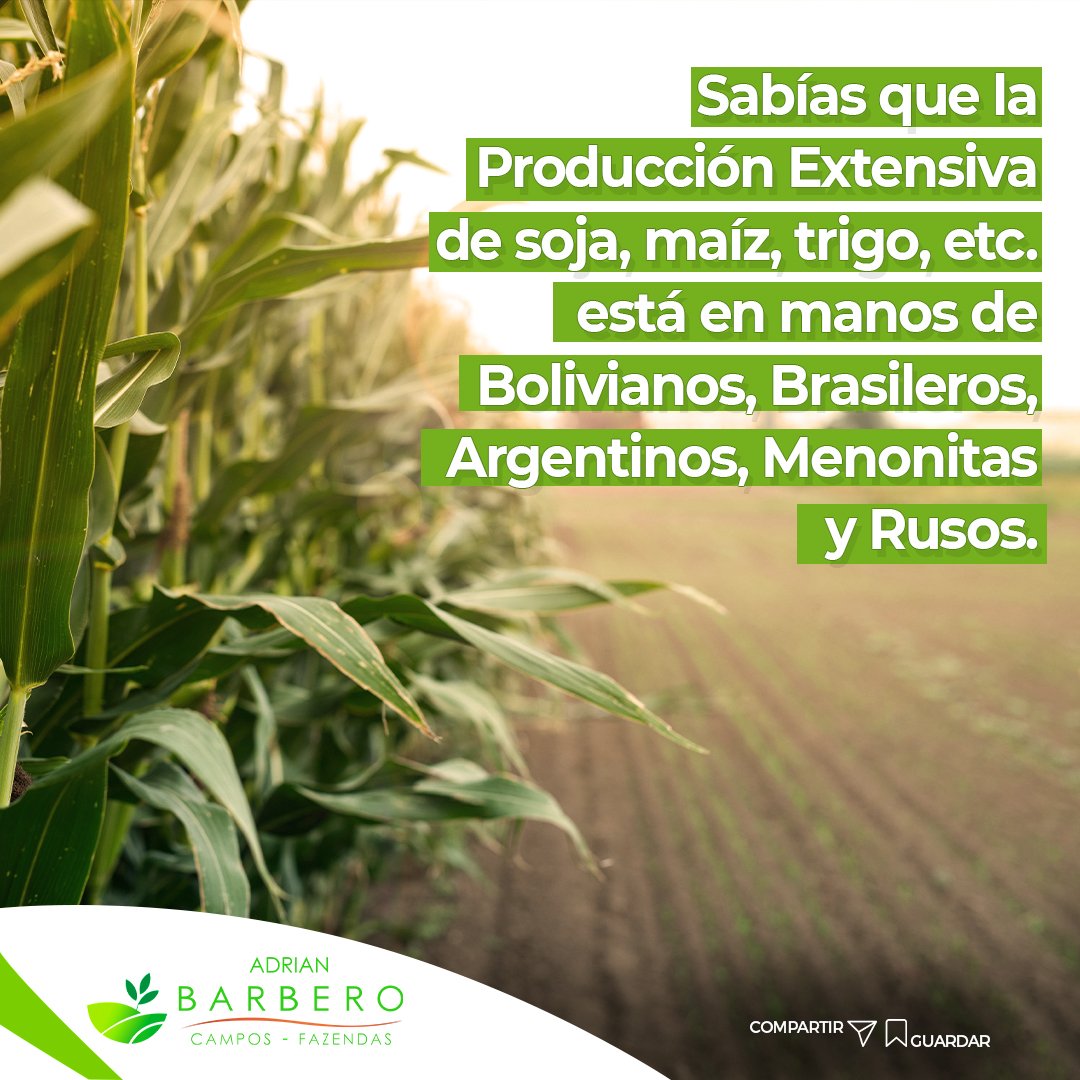 Sabías que la
Producción Extensiva
de soja, maíz, trigo, etc.
está en manos de
Bolivianos, Brasileros,
Argentinos, Menonitas
y Rusos.
ADRIAN
BARBERO
CAMPOS - FAZENDAS
COMPARTIR
GUARDAR